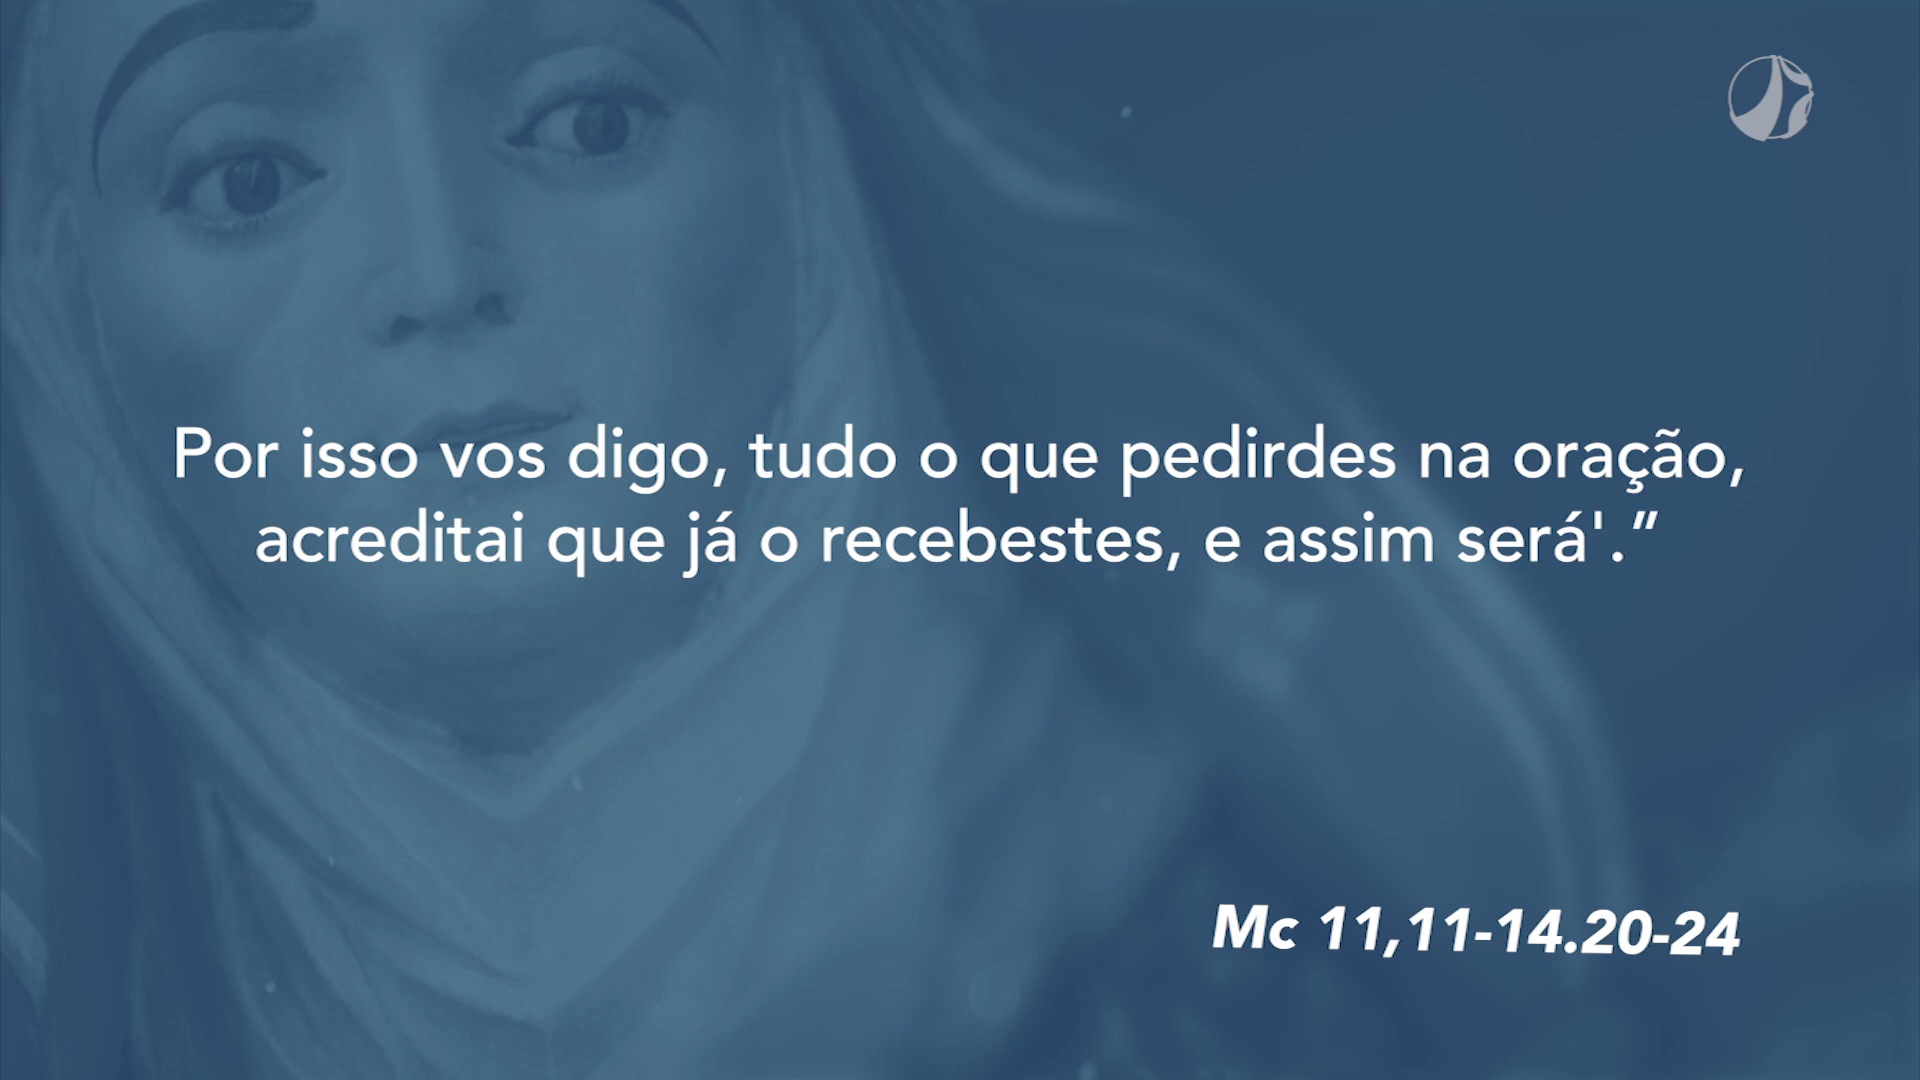 Por isso vos digo, tudo o que pedirdes na oração,
acreditai que já o recebestes, e assim será'.”
Mc 11,11-14.20-24